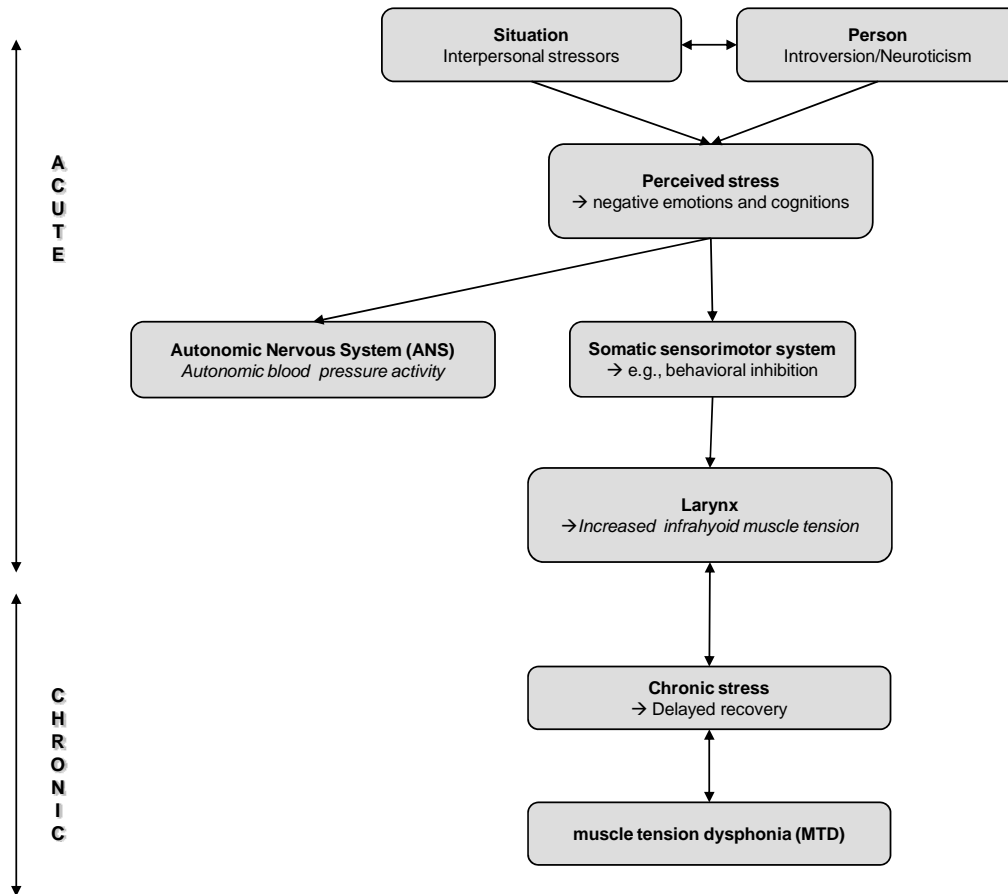 Situation
Interpersonal stressors
Person
Introversion/Neuroticism
Perceived stress
→ negative emotions and cognitions
A
C
U
T
E
Autonomic Nervous System (ANS)
Autonomic blood pressure activity
Somatic sensorimotor system
→ e.g., behavioral inhibition
Larynx
→Increased infrahyoid muscle tension
C
H
R
O
N
I
C
Chronic stress
→ Delayed recovery
muscle tension dysphonia (MTD)